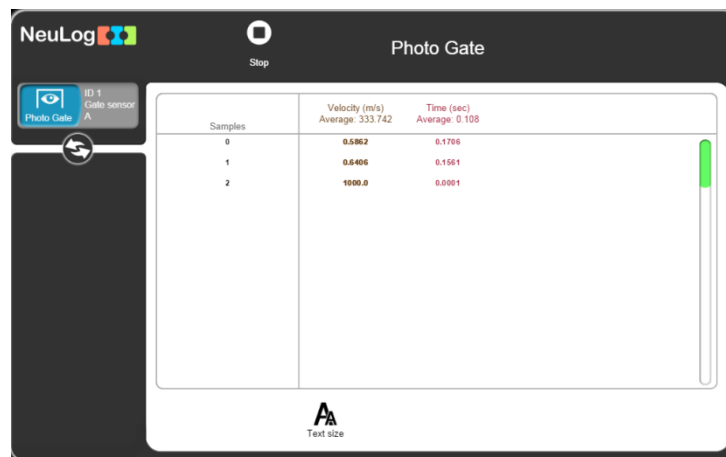 NeuLog
Stop
Photo Gate
Photo Gate
ID 1
Gate sensor
A
Samples
Velocity (m/s)
Average: 333.742
Time (sec)
Average: 0.108
0 0.5862 0.1706
1 0.6406 0.1561
2 1000.0 0.0001
Text size